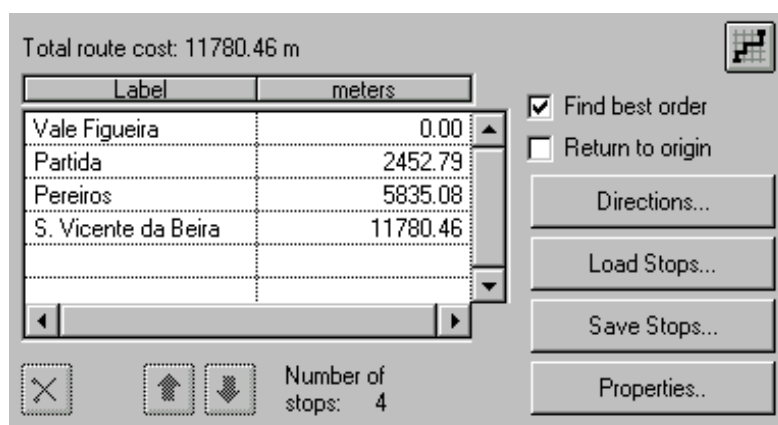 Total route cost: 11780.46 m
Label meters
Vale Figueira 0.00
Partida 2452.79
Pereiros 5835.08
S. Vicente da Beira 11780.46
Find best order
Return to origin
Directions...
Load Stops...
Save Stops...
Properties..
Number of
stops: 4